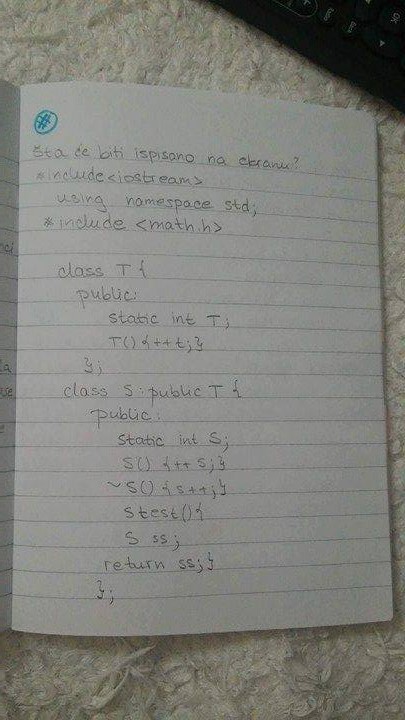 #
Šta će biti ispisano na ekranu?
*include<iostream>
using namespace std;
*include <math.h>
class T {
public:
static int T;
T() {++t;}
};
class S: public T {
public:
static int S;
S() {++ S;}
~S() {s++;}
S test(){
S ss;
return ss;}
};